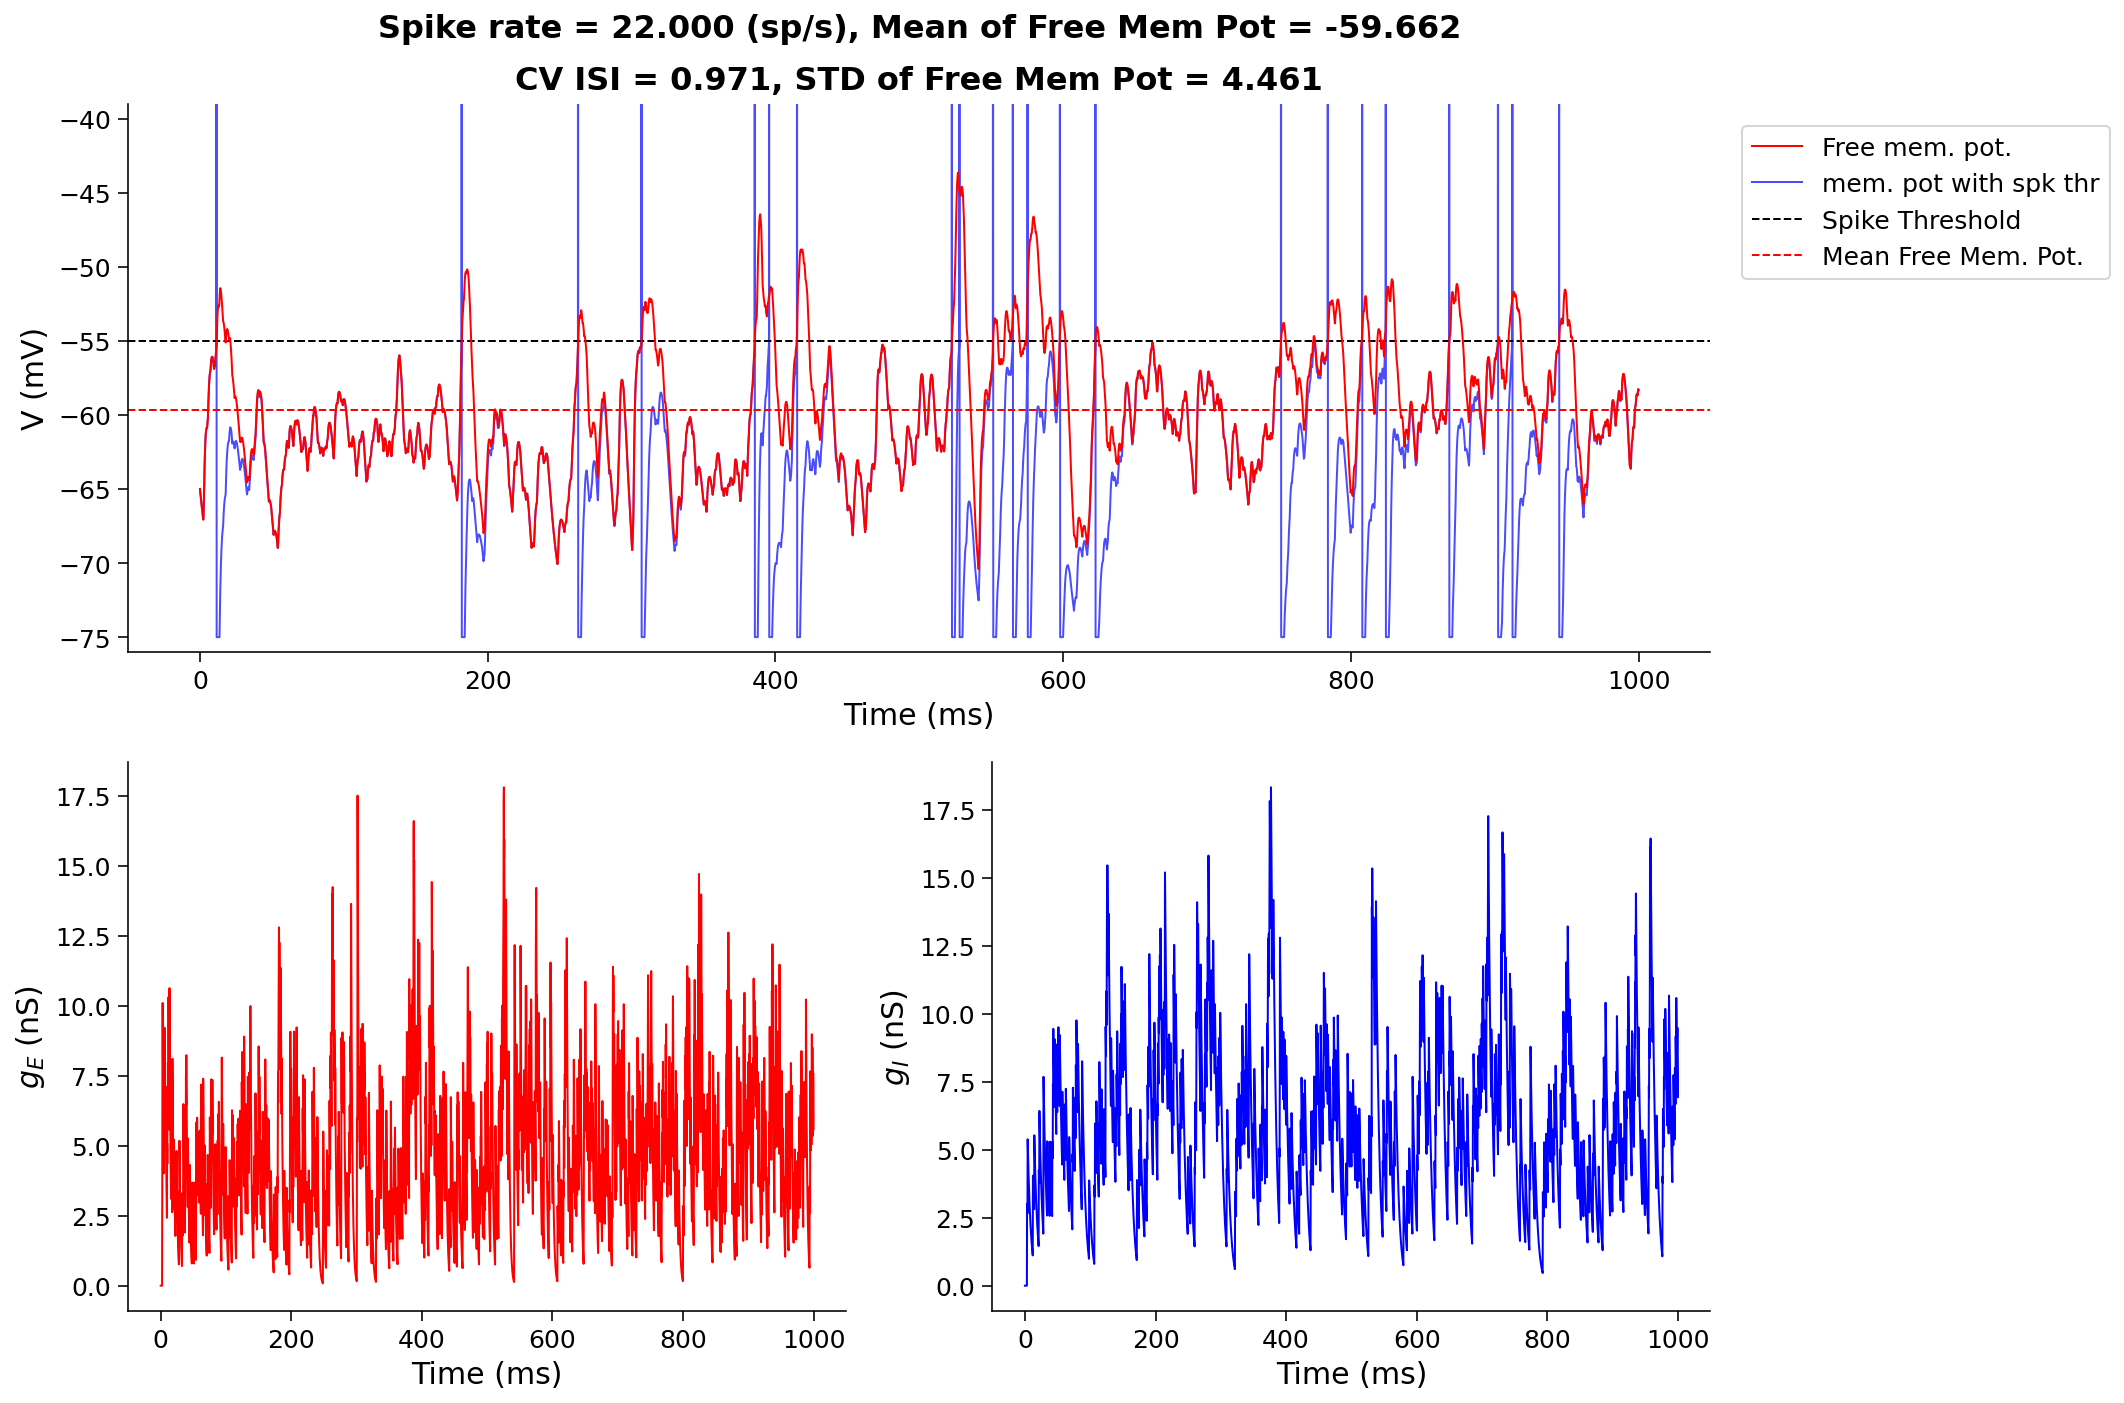 Spike rate = 22.000 (sp/s), Mean of Free Mem Pot = -59.662
CV ISI = 0.971, STD of Free Mem Pot = 4.461
V (mV)
−40
−45
−50
−55
−60
−65
−70
−75
0 200 400 600 800 1000
Time (ms)
Free mem. pot.
mem. pot with spk thr
Spike Threshold
Mean Free Mem. Pot.
g_E (nS)
17.5
15.0
12.5
10.0
7.5
5.0
2.5
0.0
0 200 400 600 800 1000
Time (ms)
g_I (nS)
17.5
15.0
12.5
10.0
7.5
5.0
2.5
0.0
0 200 400 600 800 1000
Time (ms)